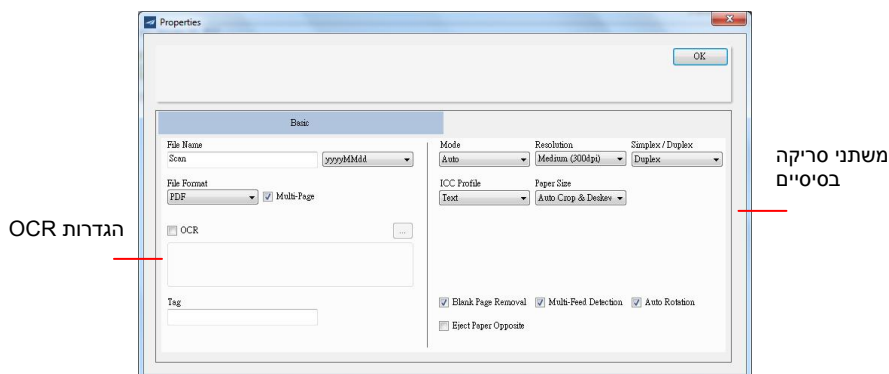 Properties
OK
Basic
File Name
Scan yyyyMMdd
File Format
PDF Multi-Page
OCR ...
Tag
Mode Resolution Simplex / Duplex
Auto Medium (300dpi) Duplex
ICC Profile Paper Size
Text Auto Crop & Deskew
Blank Page Removal Multi-Feed Detection Auto Rotation
Eject Paper Opposite
משתני סריקה
בסיסיים
הגדרות OCR